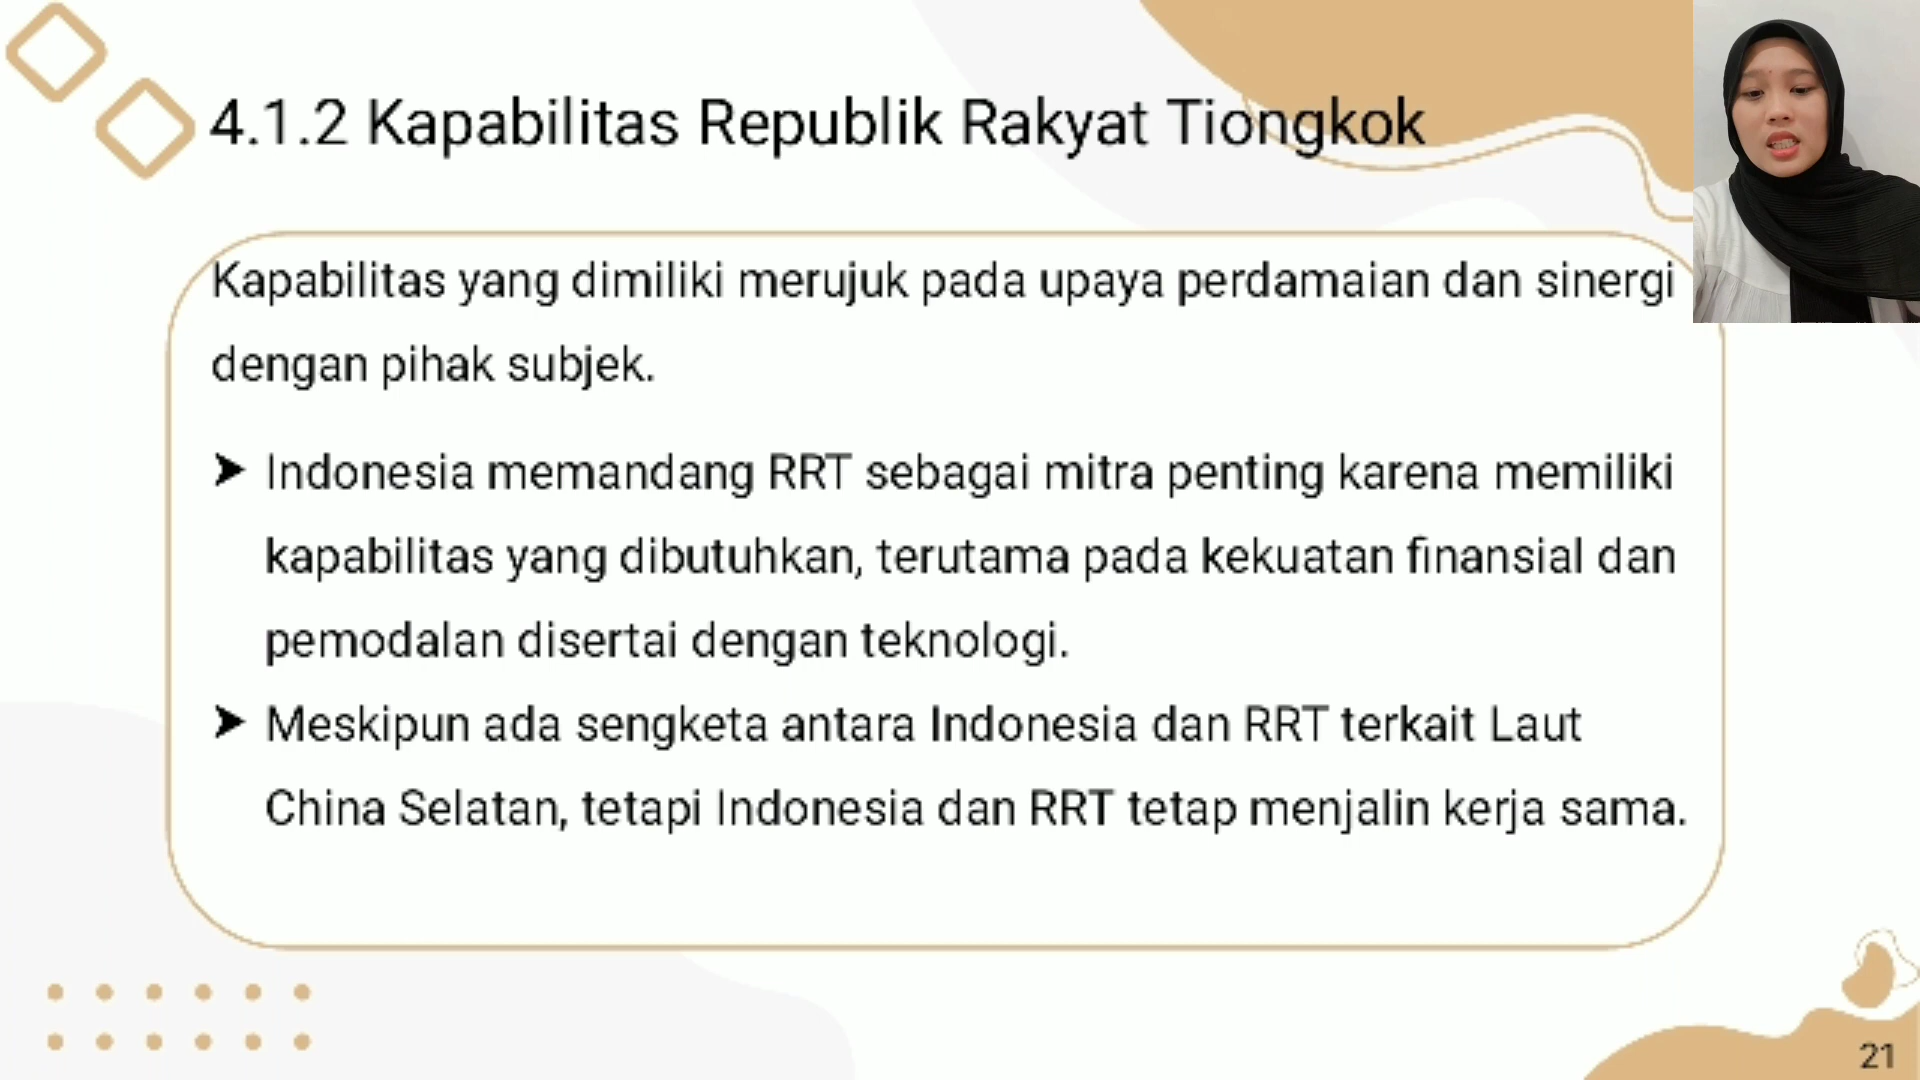 4.1.2 Kapabilitas Republik Rakyat Tiongkok
Kapabilitas yang dimiliki merujuk pada upaya perdamaian dan sinergi
dengan pihak subjek.
➤ Indonesia memandang RRT sebagai mitra penting karena memiliki
kapabilitas yang dibutuhkan, terutama pada kekuatan finansial dan
pemodalan disertai dengan teknologi.
➤ Meskipun ada sengketa antara Indonesia dan RRT terkait Laut
China Selatan, tetapi Indonesia dan RRT tetap menjalin kerja sama.
21